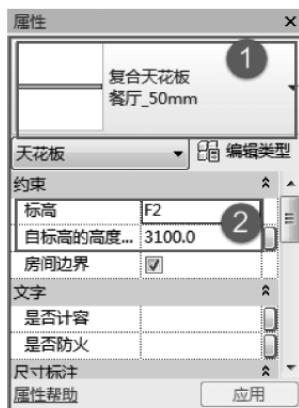 属性
复合天花板
餐厅_50mm
1
天花板 编辑类型
约束
标高 F2
目标高的高度... 3100.0
2
房间边界
文字
是否计容
是否防火
尺寸标注
属性帮助 应用